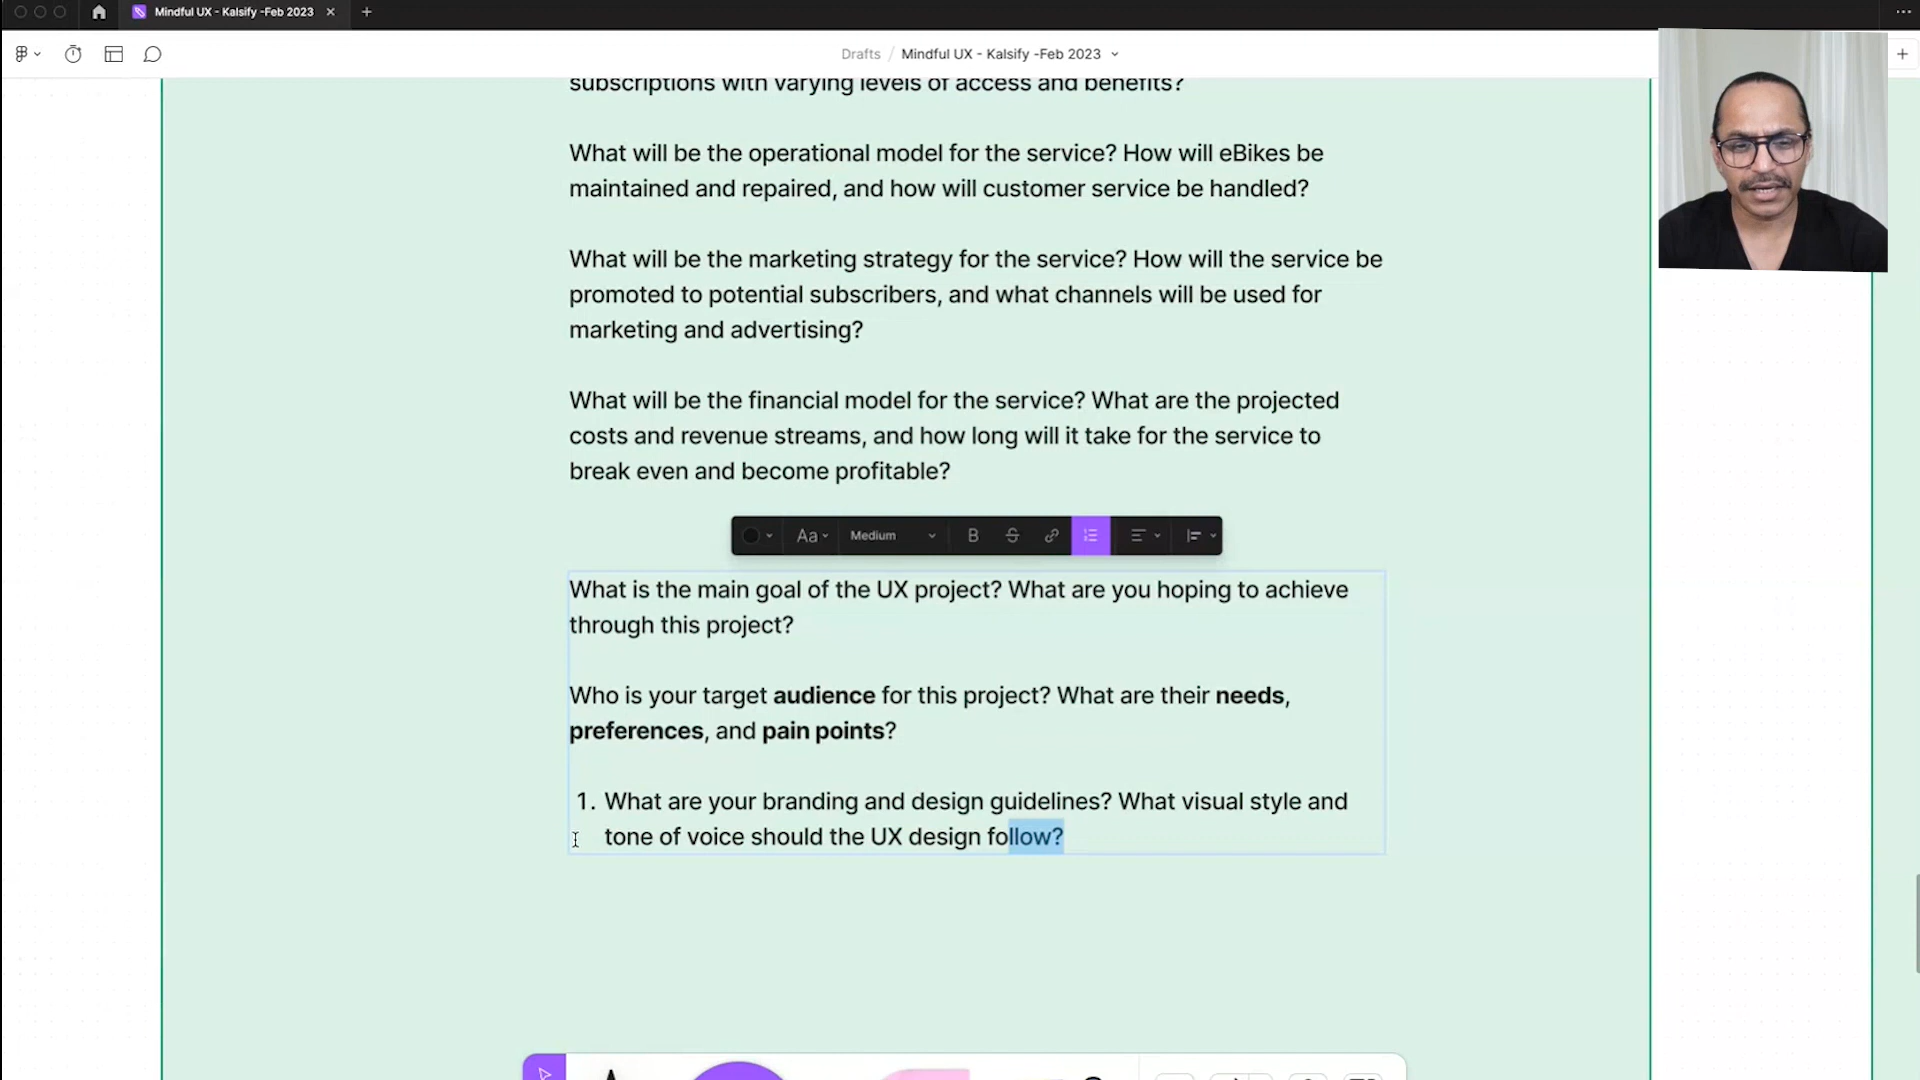 Mindful UX - Kalsify -Feb 2023
Drafts / Mindful UX - Kalsify -Feb 2023
subscriptions with varying levels of access and benefits?
What will be the operational model for the service? How will eBikes be
maintained and repaired, and how will customer service be handled?
What will be the marketing strategy for the service? How will the service be
promoted to potential subscribers, and what channels will be used for
marketing and advertising?
What will be the financial model for the service? What are the projected
costs and revenue streams, and how long will it take for the service to
break even and become profitable?
Aa Medium B S
What is the main goal of the UX project? What are you hoping to achieve
through this project?
Who is your target audience for this project? What are their needs,
preferences, and pain points?
1. What are your branding and design guidelines? What visual style and
tone of voice should the UX design follow?